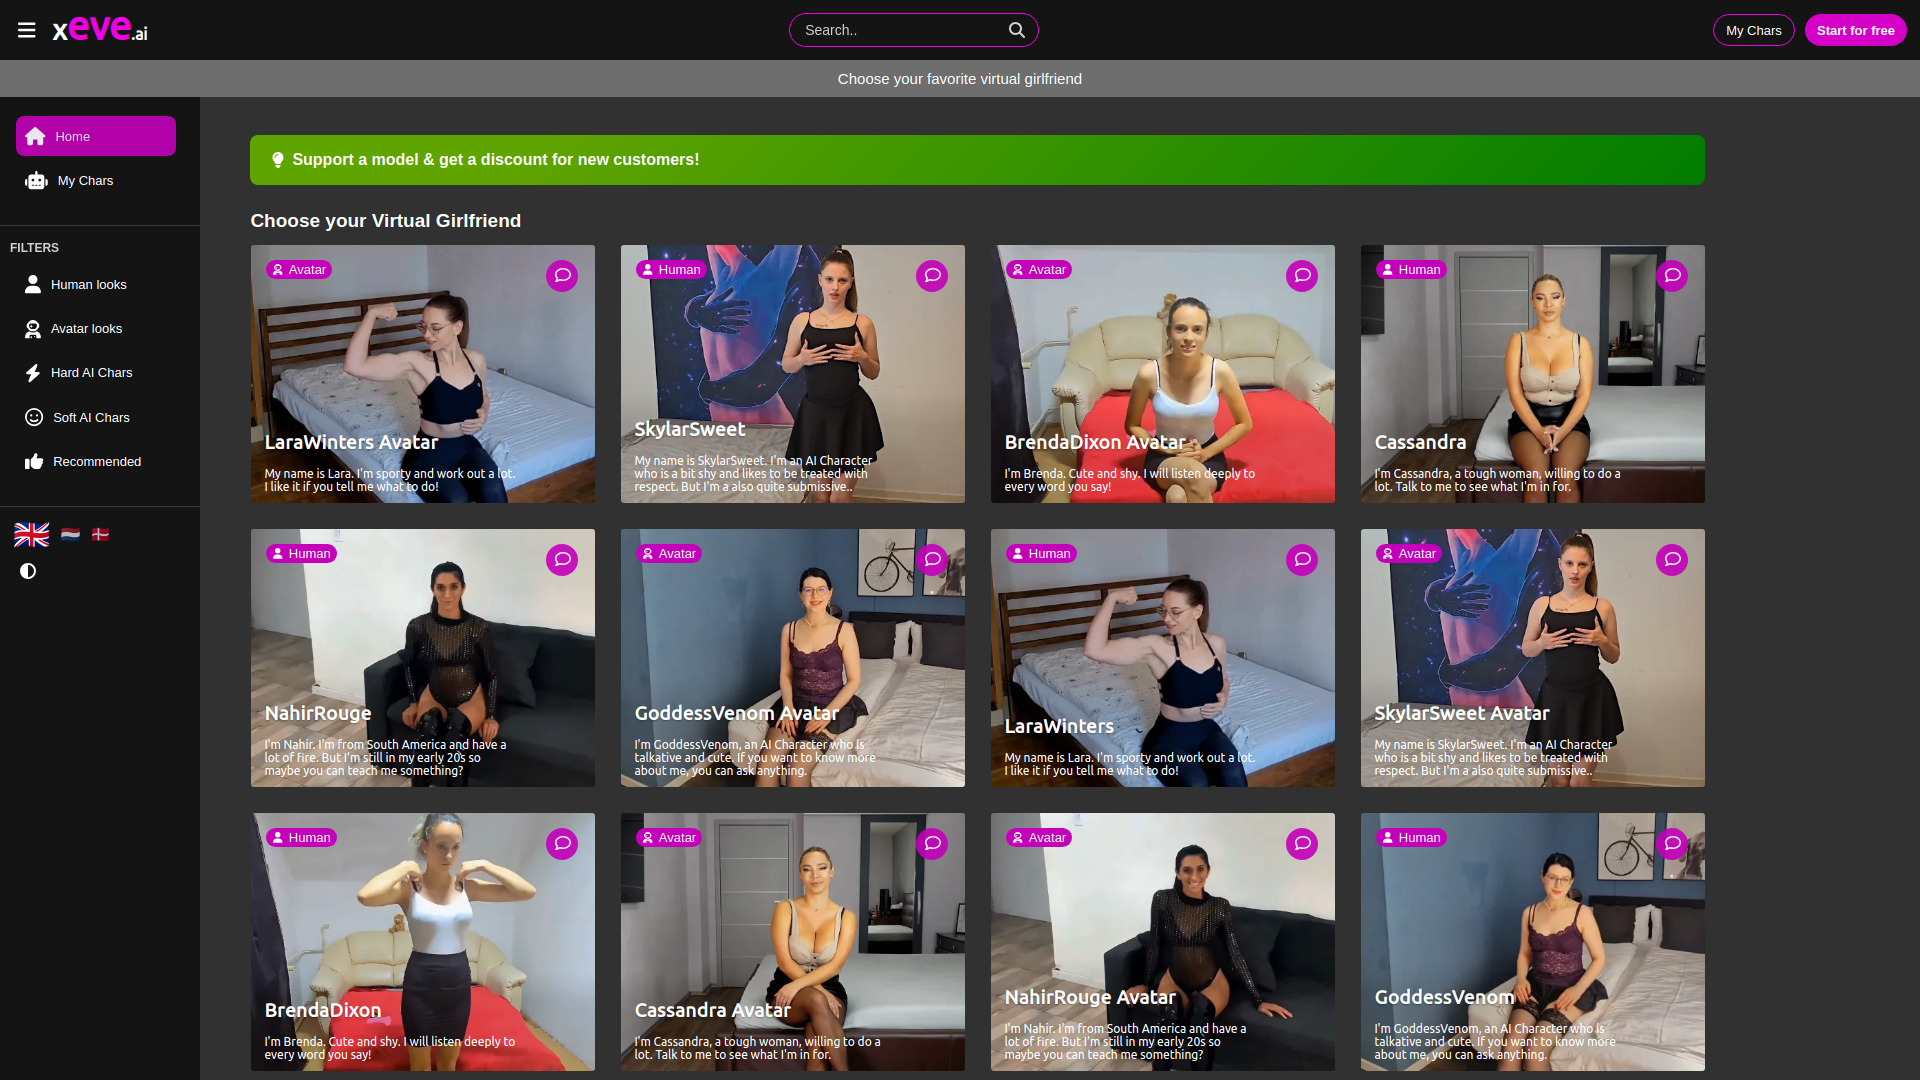 xeve.ai
Search..
My Chars
Start for free
Choose your favorite virtual girlfriend
Home
My Chars
FILTERS
Human looks
Avatar looks
Hard AI Chars
Soft AI Chars
Recommended
Support a model & get a discount for new customers!
Choose your Virtual Girlfriend
Avatar
LaraWinters Avatar
My name is Lara. I'm sporty and work out a lot.
I like it if you tell me what to do!
Human
SkylarSweet
My name is SkylarSweet. I'm an AI Character
who is a bit shy and likes to be treated with
respect. But I'm a also quite submissive..
Avatar
BrendaDixon Avatar
I'm Brenda. Cute and shy. I will listen deeply to
every word you say!
Human
Cassandra
I'm Cassandra, a tough woman, willing to do a
lot. Talk to me to see what I'm in for.
Human
NahirRouge
I'm Nahir. I'm from South America and have a
lot of fire. But I'm still in my early 20s so
maybe you can teach me something?
Avatar
GoddessVenom Avatar
I'm GoddessVenom, an AI Character who is
talkative and cute. If you want to know more
about me, you can ask anything.
Human
LaraWinters
My name is Lara. I'm sporty and work out a lot.
I like it if you tell me what to do!
Avatar
SkylarSweet Avatar
My name is SkylarSweet. I'm an AI Character
who is a bit shy and likes to be treated with
respect. But I'm a also quite submissive..
Human
BrendaDixon
I'm Brenda. Cute and shy. I will listen deeply to
every word you say!
Avatar
Cassandra Avatar
I'm Cassandra, a tough woman, willing to do a
lot. Talk to me to see what I'm in for.
Avatar
NahirRouge Avatar
I'm Nahir. I'm from South America and have a
lot of fire. But I'm still in my early 20s so
maybe you can teach me something?
Human
GoddessVenom
I'm GoddessVenom, an AI Character who is
talkative and cute. If you want to know more
about me, you can ask anything.